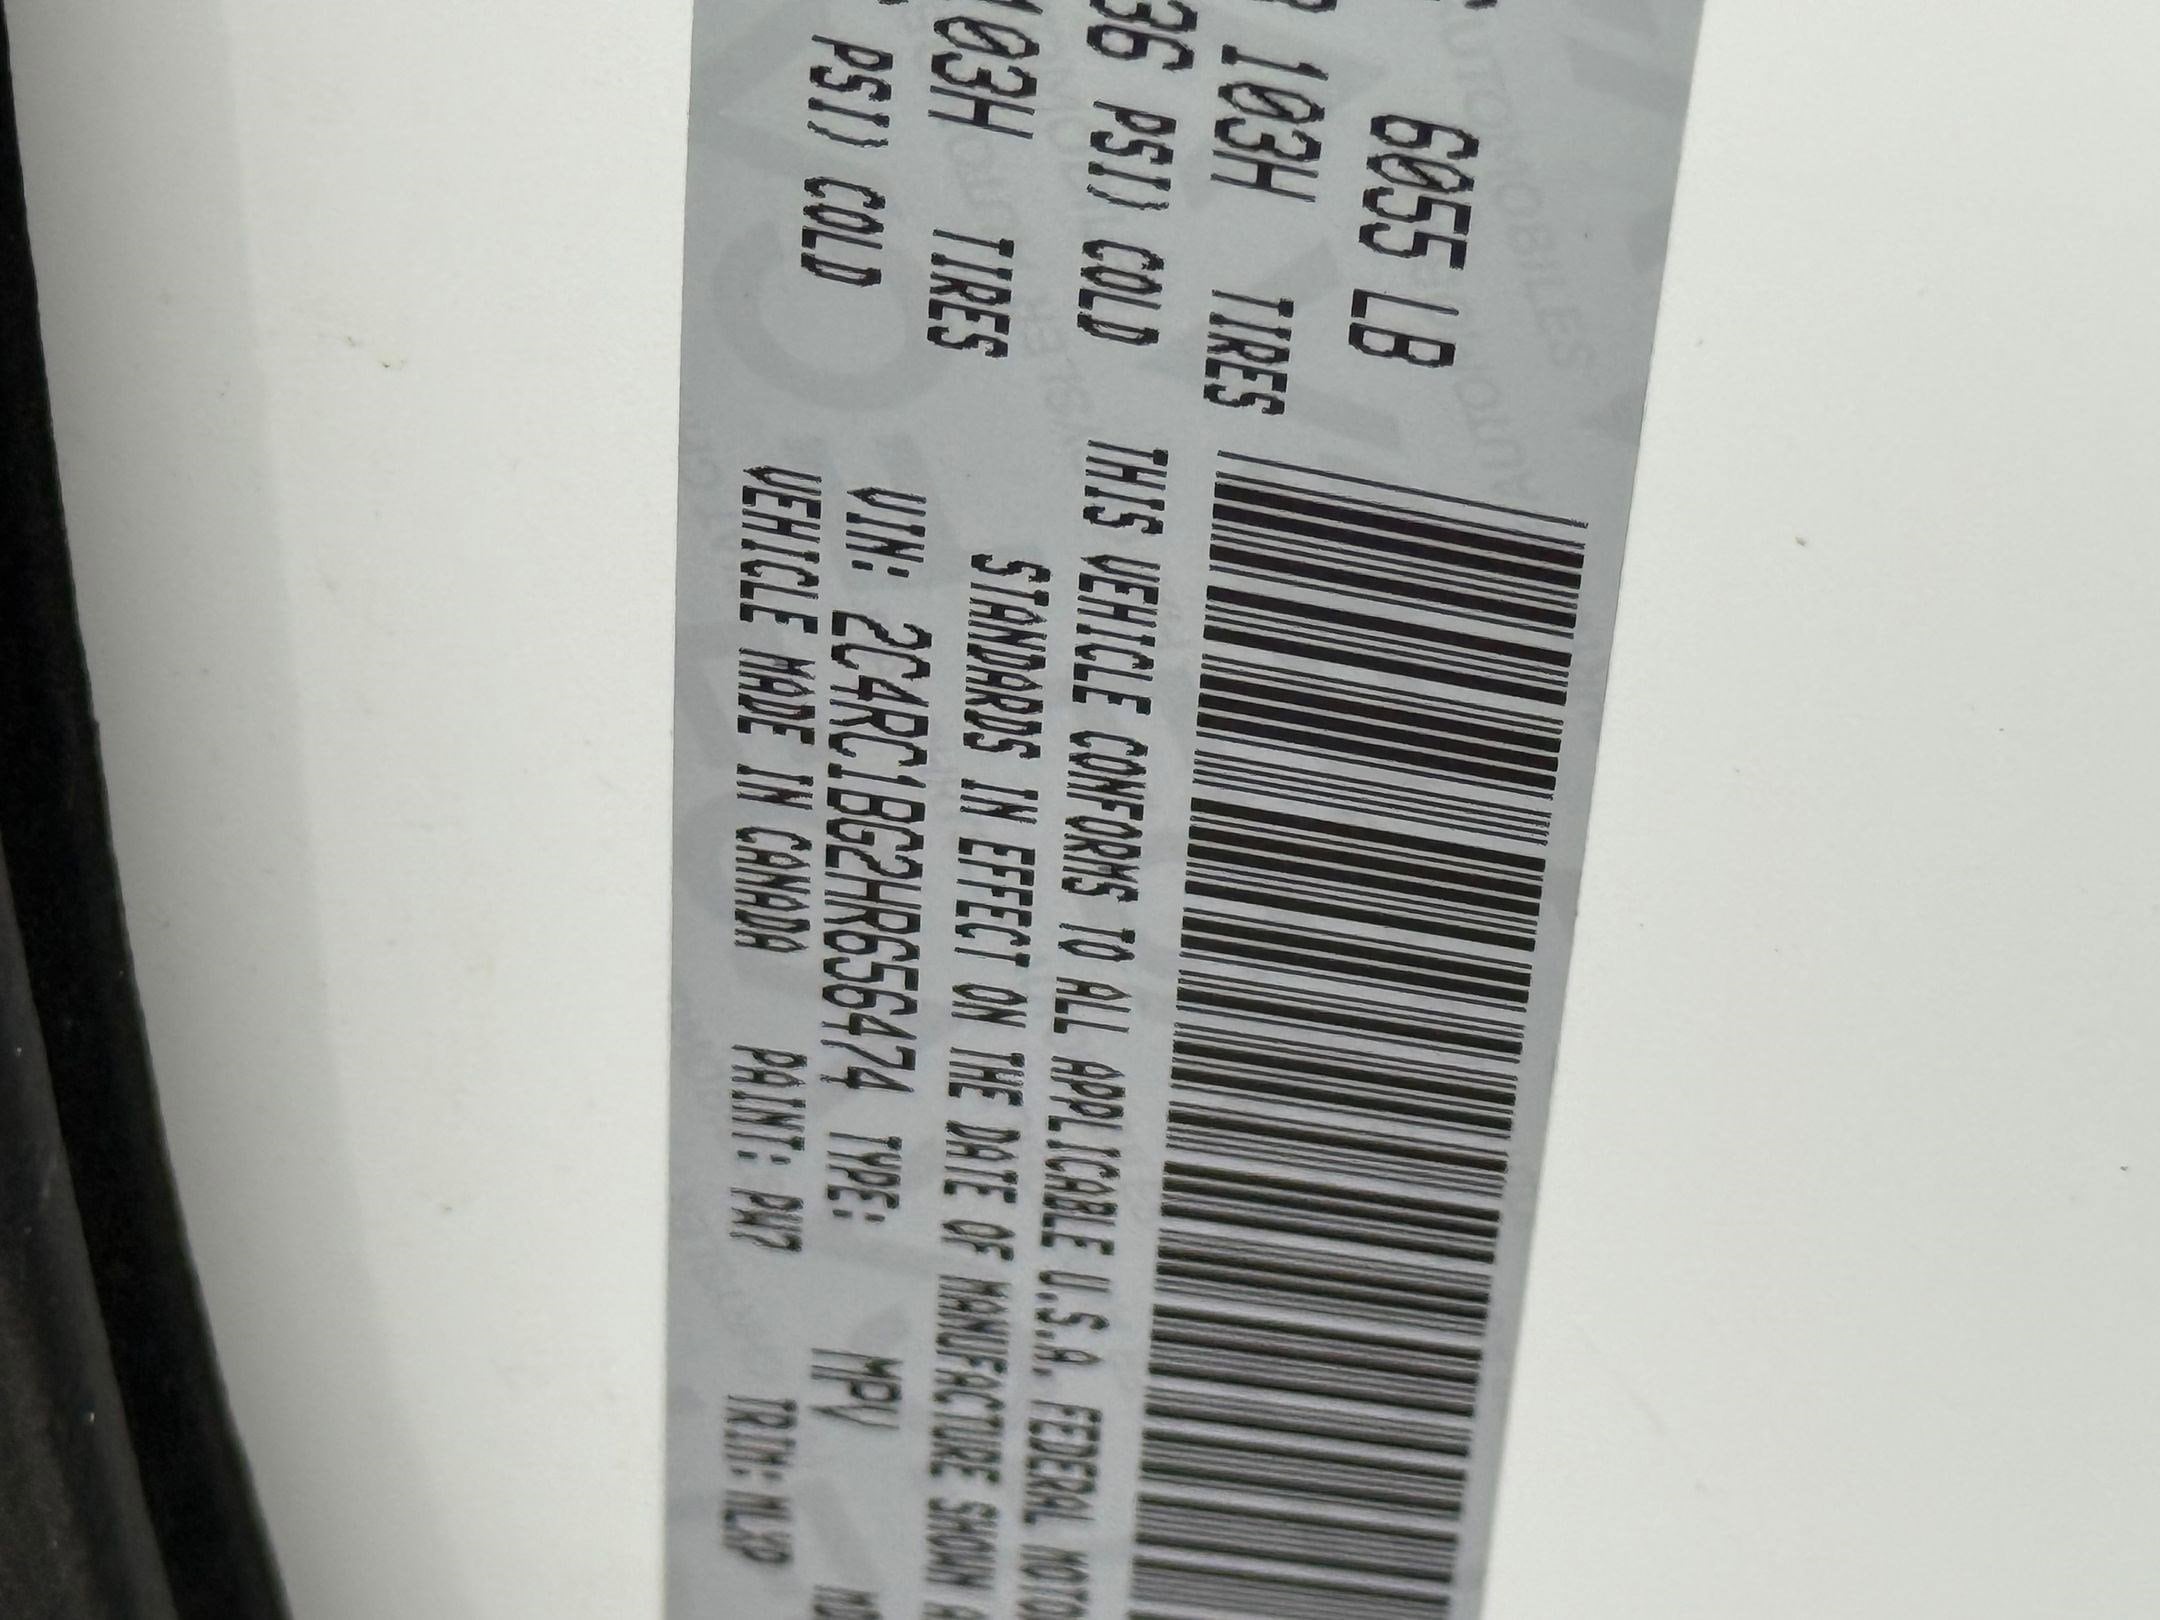 6055 LB
103H TIRES
36 PSI) COLD
103H TIRES
PSI) COLD
THIS VEHICLE CONFORMS TO ALL APPLICABLE U.S.A. FEDERAL
STANDARDS IN EFFECT ON THE DATE OF MANUFACTURE SHOWN
VIN: 2C4RC1BG2HR656474 TYPE: MPV
VEHICLE MADE IN CANADA PAINT: PW7 TRIM: MLXP